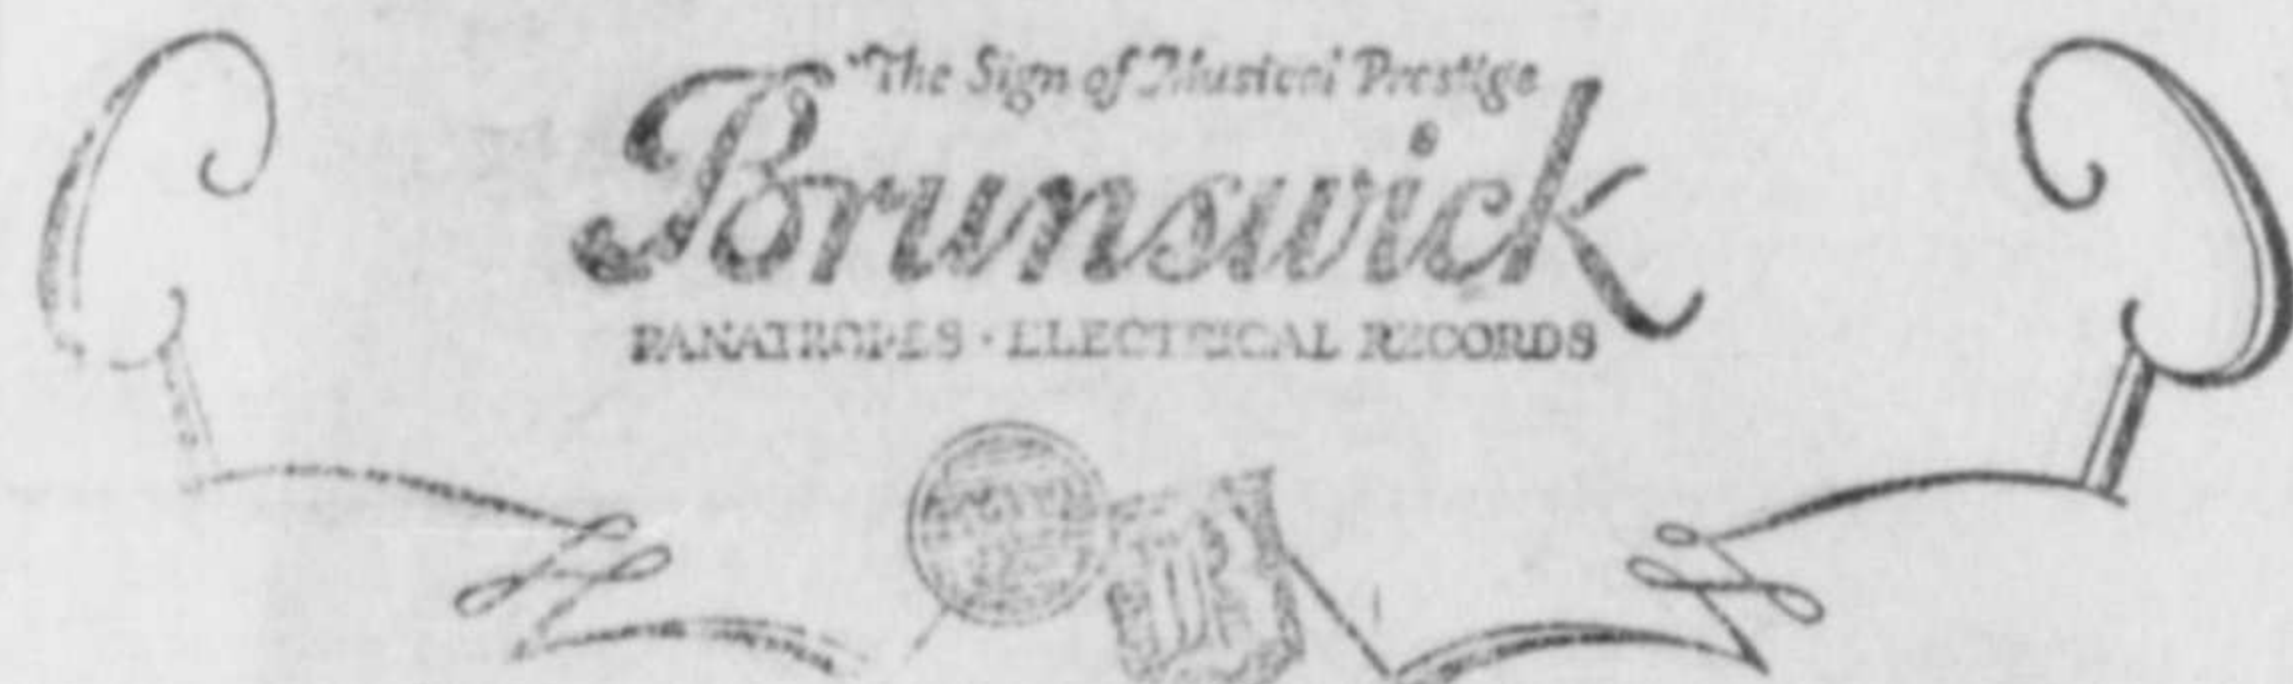 "The Sign of Musical Prestige
Brunswick
PANATROPES · ELECTRICAL RECORDS